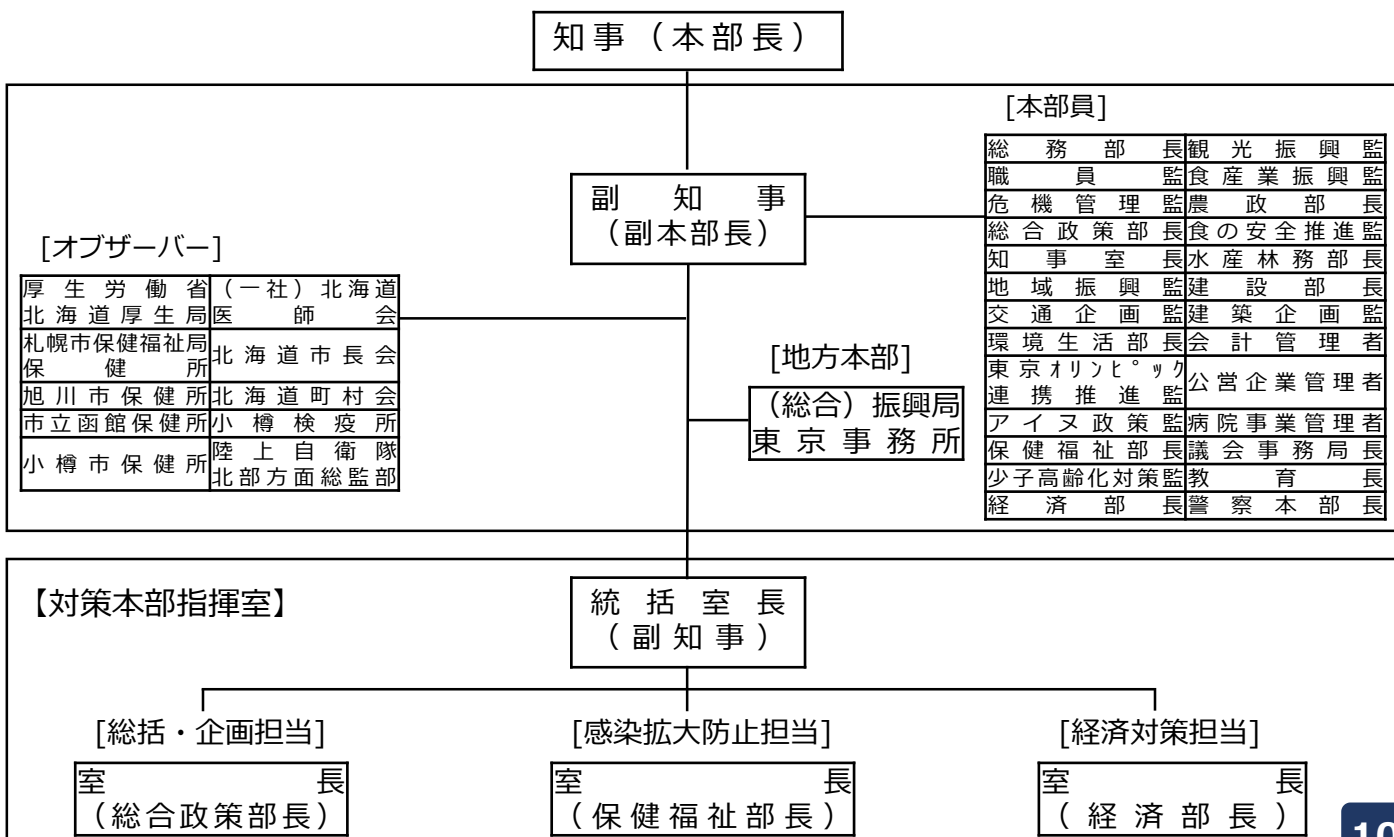 知事（本部長）
[本部員]
総務部長 観光振興監
職員監 食産業振興監
危機管理監 農政部長
総合政策部長 食の安全推進監
知事室長 水産林務部長
地域振興監 建設部長
交通企画監 建築企画監
環境生活部長 会計管理者
東京ｵﾘﾝﾋﾟｯｸ
連携推進監
公営企業管理者
アイヌ政策監 病院事業管理者
保健福祉部長 議会事務局長
少子高齢化対策監 教育長
経済部長 警察本部長
副知事
（副本部長）
[オブザーバー]
厚生労働省
北海道厚生局
（一社）北海道
医師会
札幌市保健福祉局
保健所
北海道市長会
旭川市保健所 北海道町村会
市立函館保健所 小樽検疫所
小樽市保健所
陸上自衛隊
北部方面総監部
[地方本部]
（総合）振興局
東京事務所
【対策本部指揮室】
統括室長
（副知事）
[総括・企画担当]
室長
（総合政策部長）
[感染拡大防止担当]
室長
（保健福祉部長）
[経済対策担当]
室長
（経済部長）